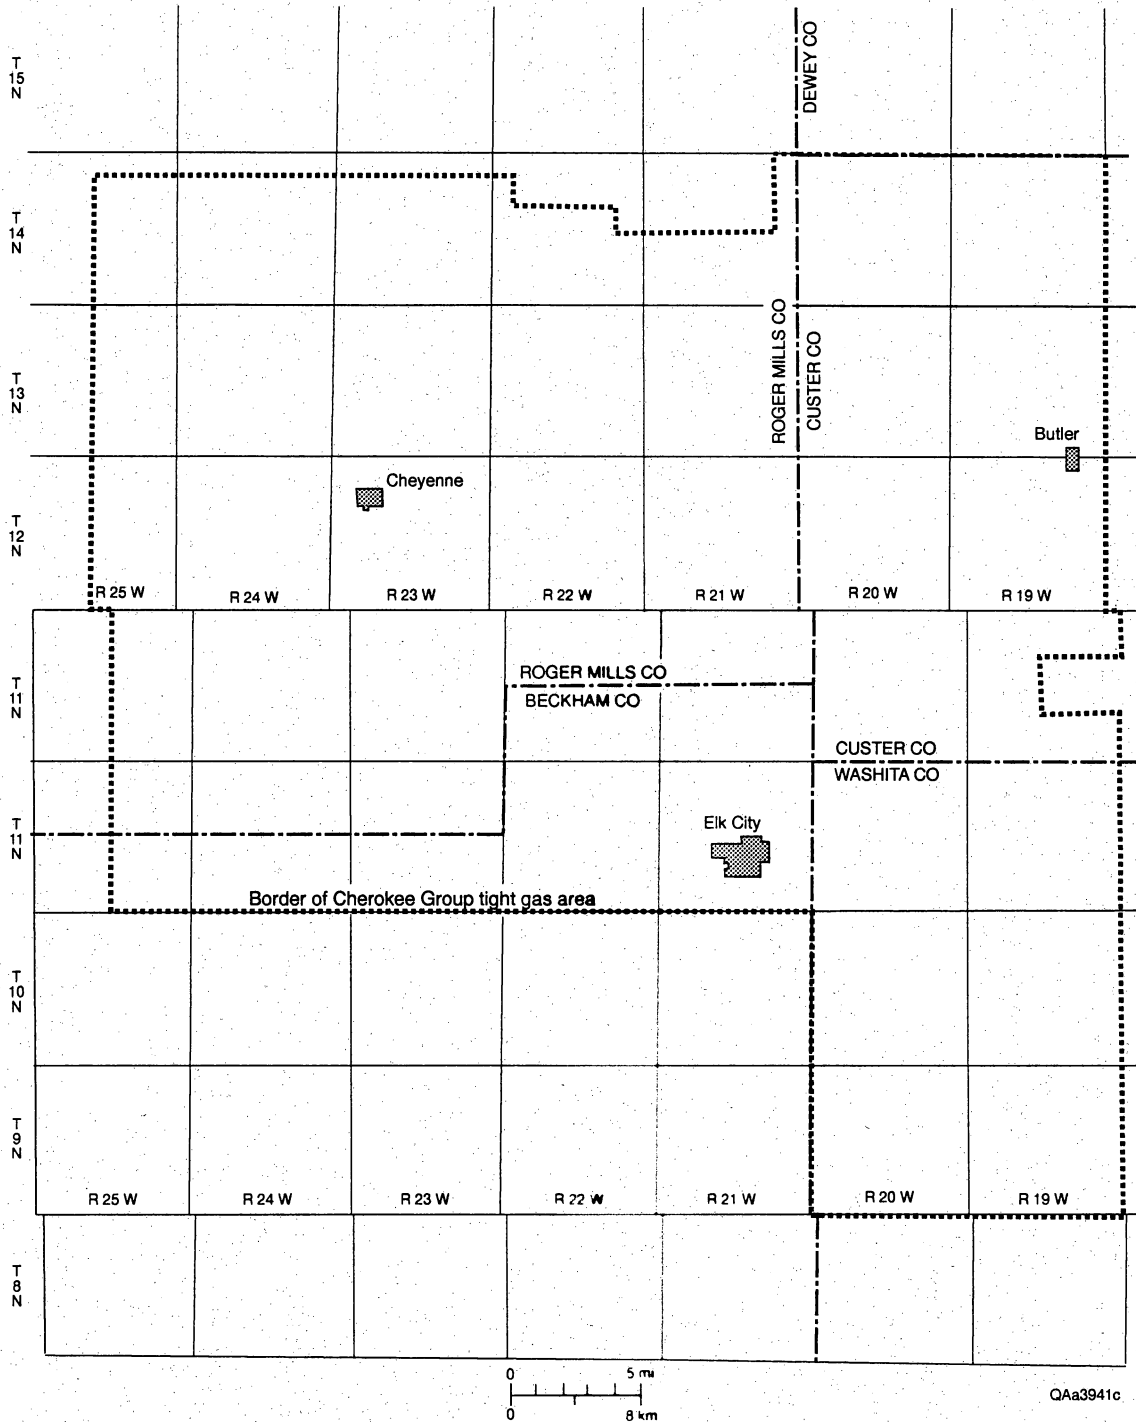 T
15
N
DEWEY CO
T
14
N
T
13
N
ROGER MILLS CO
CUSTER CO
Butler
Cheyenne
T
12
N
R 25 W
R 24 W
R 23 W
R 22 W
R 21 W
R 20 W
R 19 W
T
11
N
ROGER MILLS CO
BECKHAM CO
CUSTER CO
WASHITA CO
T
11
N
Elk City
Border of Cherokee Group tight gas area
T
10
N
T
9
N
R 25 W
R 24 W
R 23 W
R 22 W
R 21 W
R 20 W
R 19 W
T
8
N
0
5 mi
0
8 km
QAa3941c